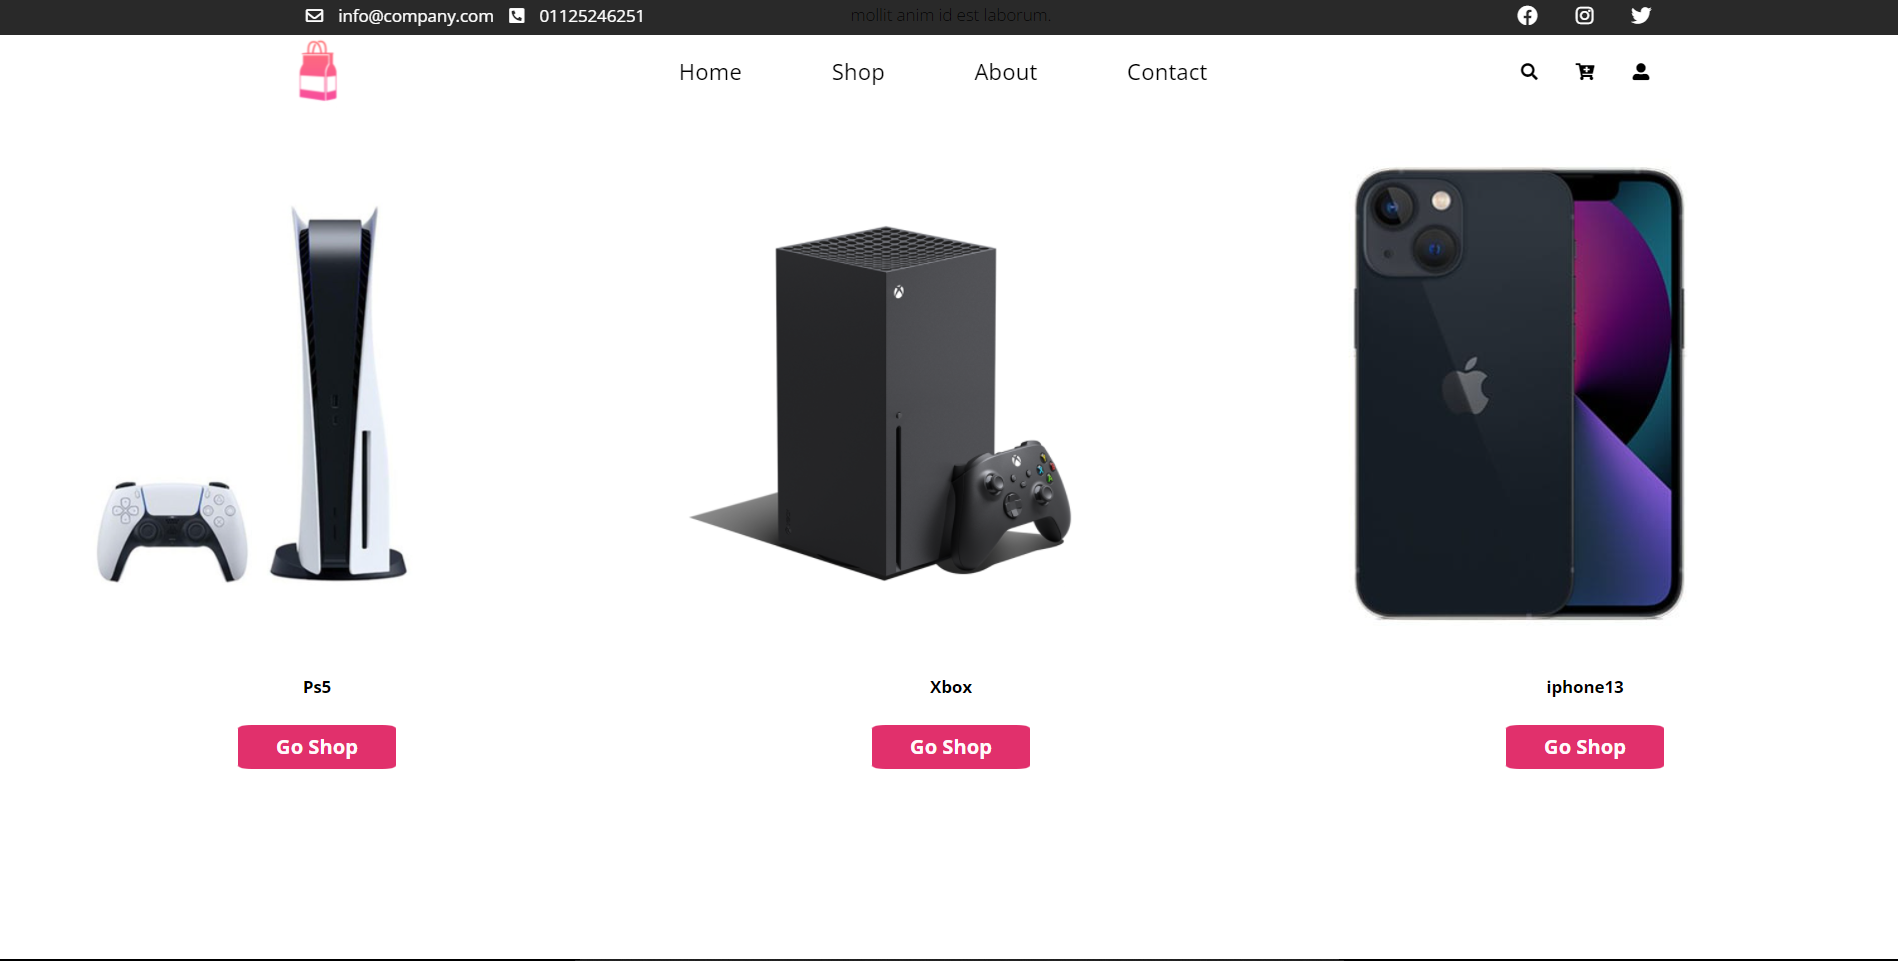 info@company.com 01125246251 mollit anim id est laborum.
Home Shop About Contact
Ps5 Xbox iphone13
Go Shop Go Shop Go Shop